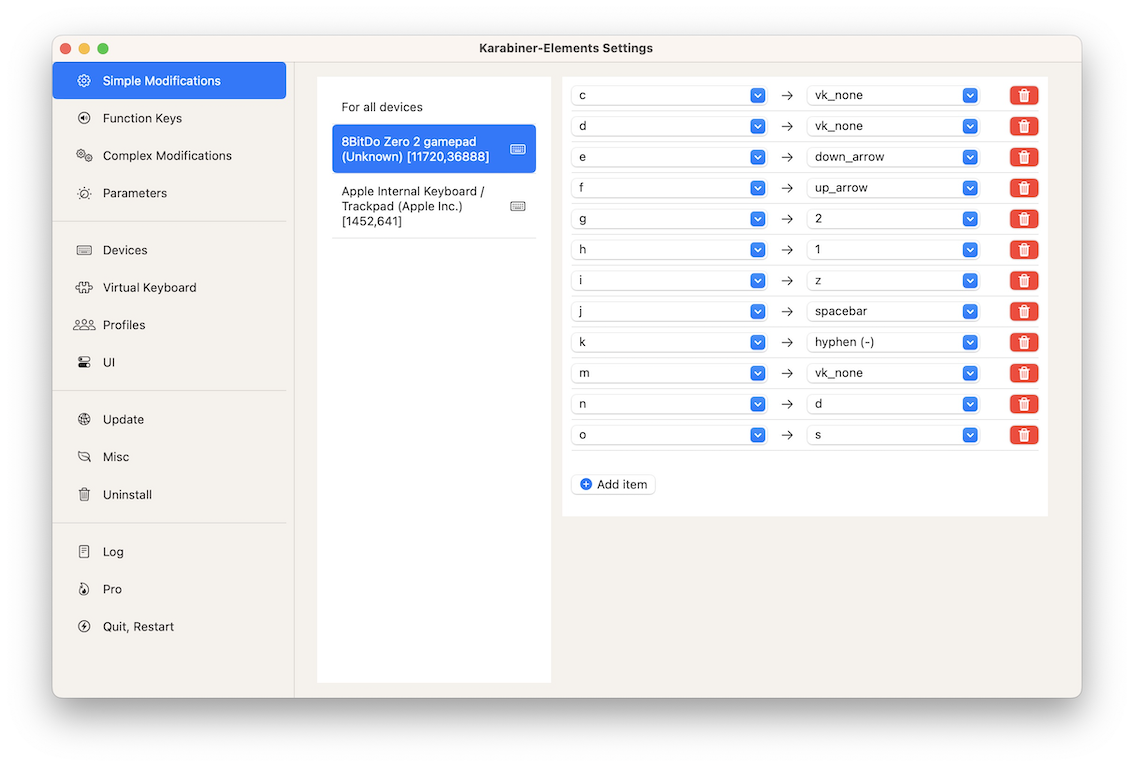 Karabiner-Elements Settings
Simple Modifications
Function Keys
Complex Modifications
Parameters
Devices
Virtual Keyboard
Profiles
UI
Update
Misc
Uninstall
Log
Pro
Quit, Restart
For all devices
8BitDo Zero 2 gamepad
(Unknown) [11720,36888]
Apple Internal Keyboard /
Trackpad (Apple Inc.)
[1452,641]
c → vk_none
d → vk_none
e → down_arrow
f → up_arrow
g → 2
h → 1
i → z
j → spacebar
k → hyphen (-)
m → vk_none
n → d
o → s
Add item